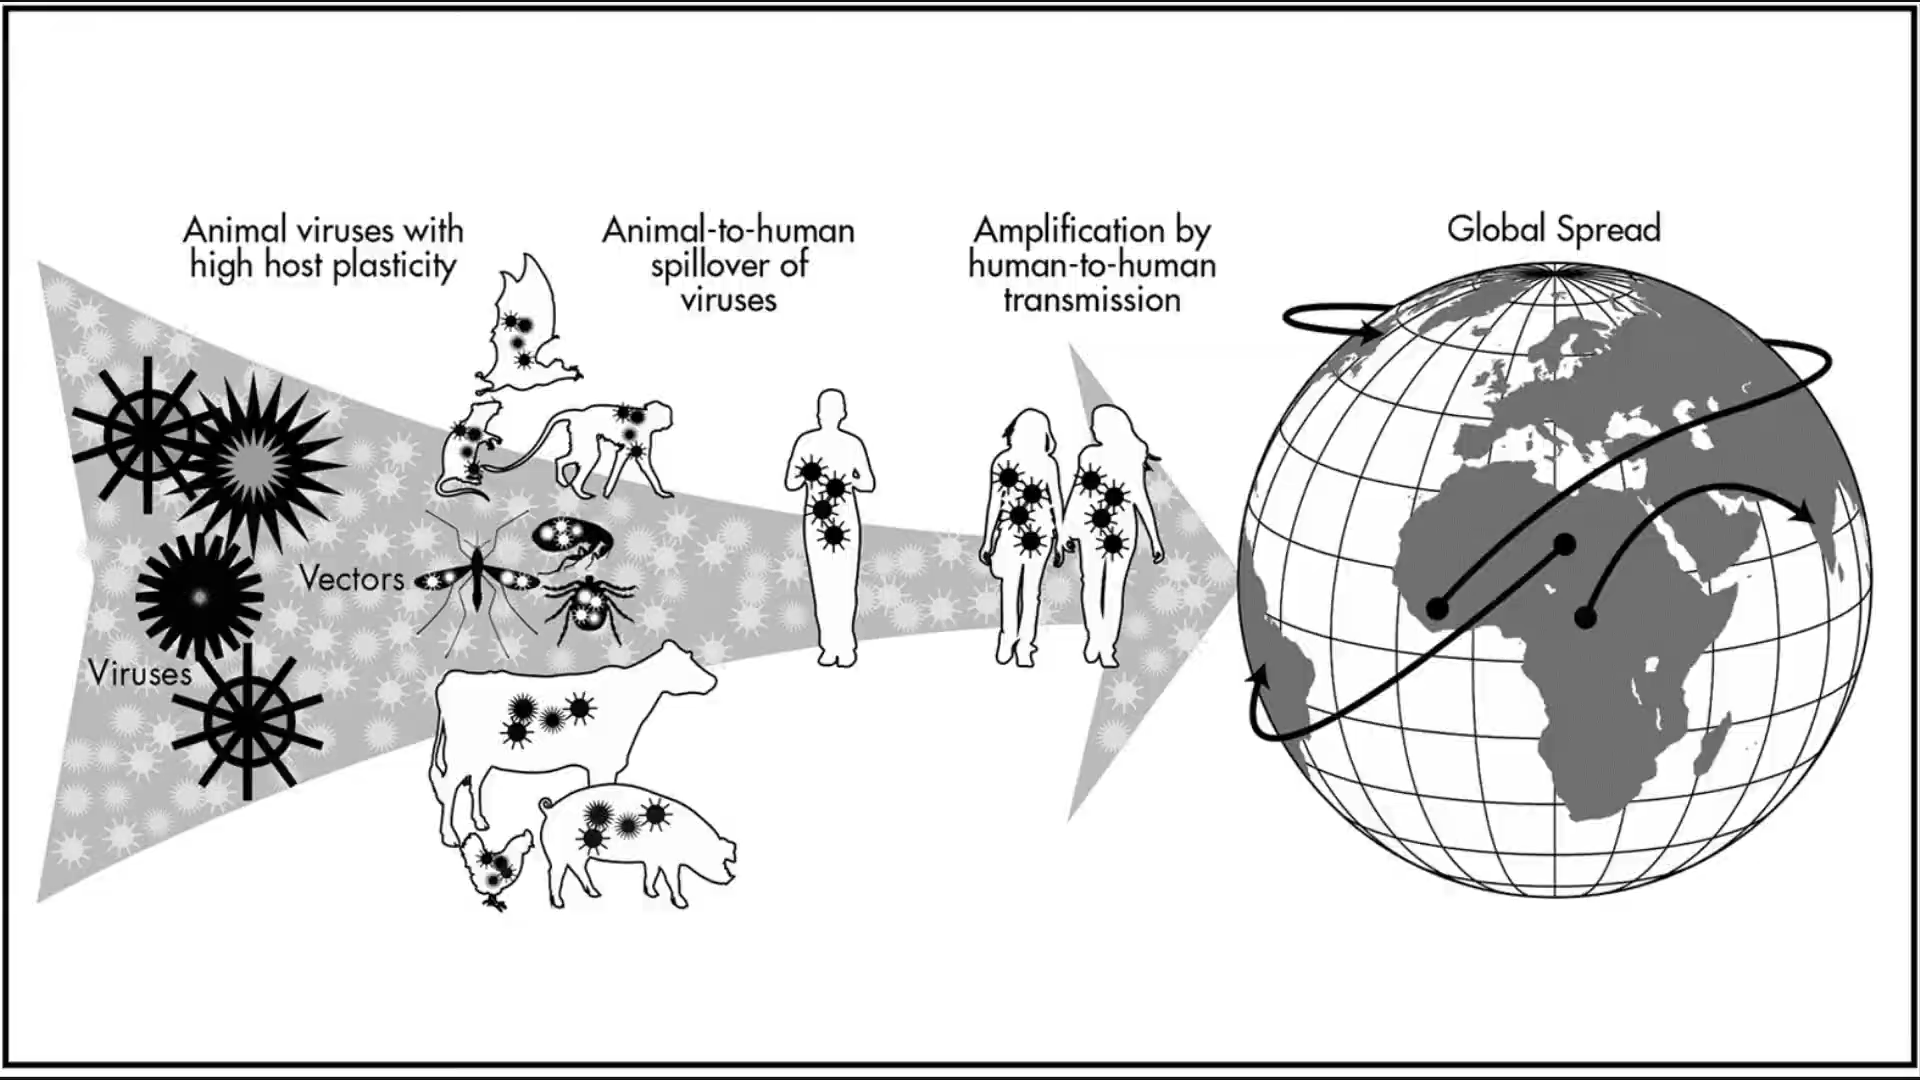 Animal viruses with
high host plasticity
Animal-to-human
spillover of
viruses
Amplification by
human-to-human
transmission
Global Spread
Vectors
Viruses